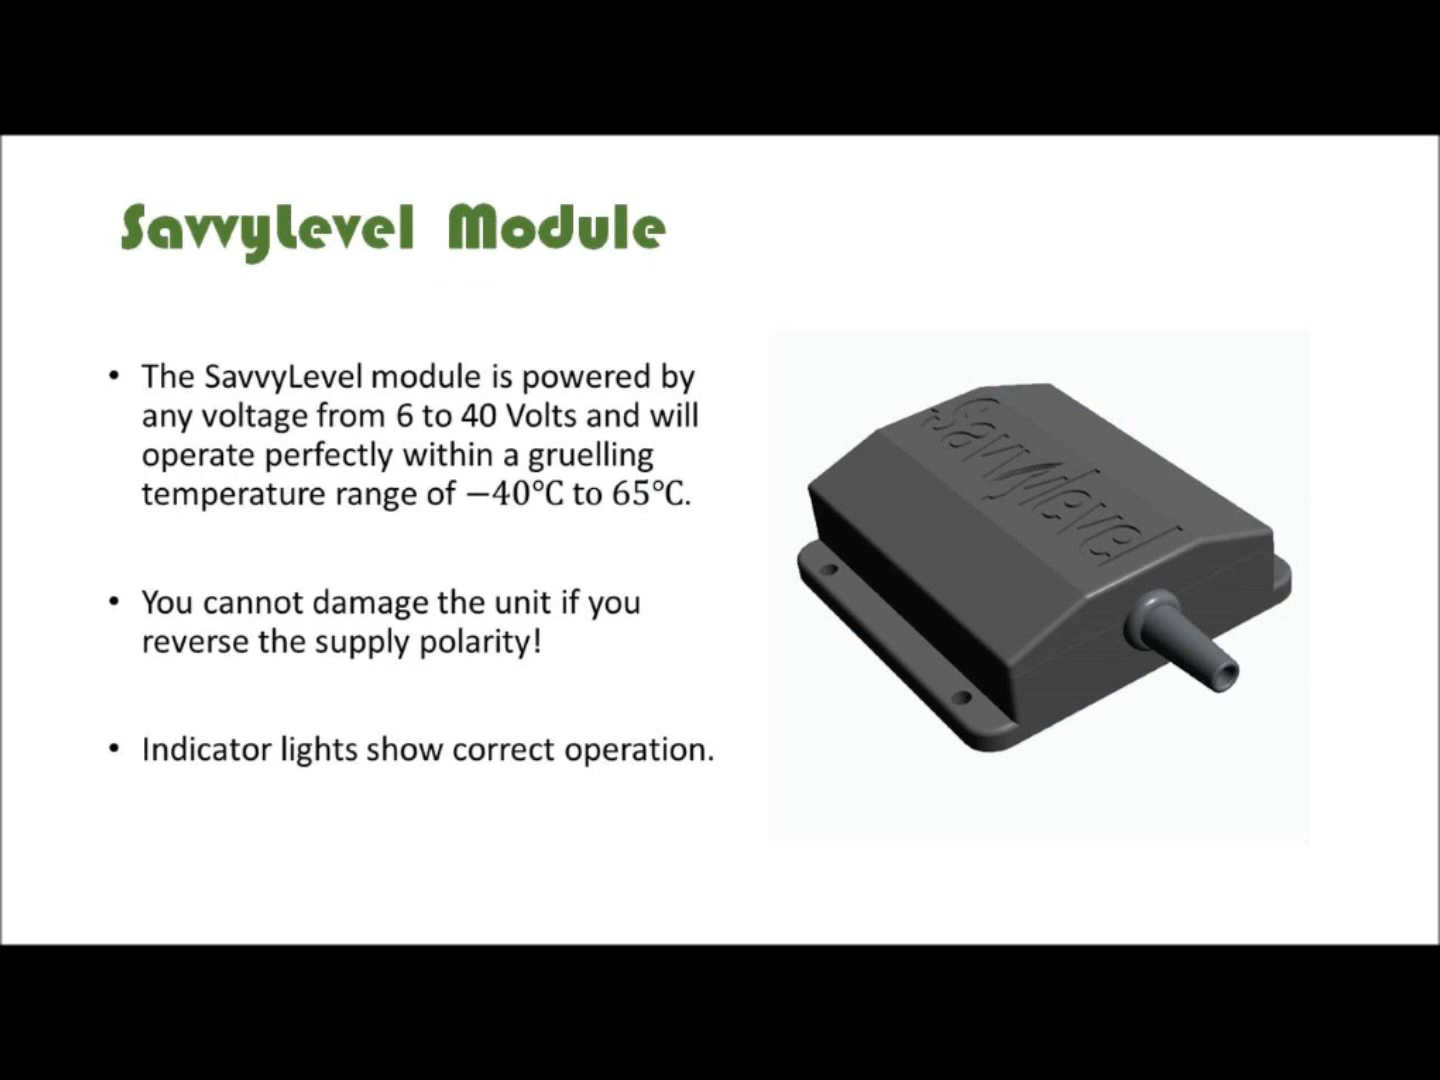 SavvyLevel Module
• The SavvyLevel module is powered by
any voltage from 6 to 40 Volts and will
operate perfectly within a gruelling
temperature range of −40°C to 65°C.
• You cannot damage the unit if you
reverse the supply polarity!
• Indicator lights show correct operation.
SavvyLevel